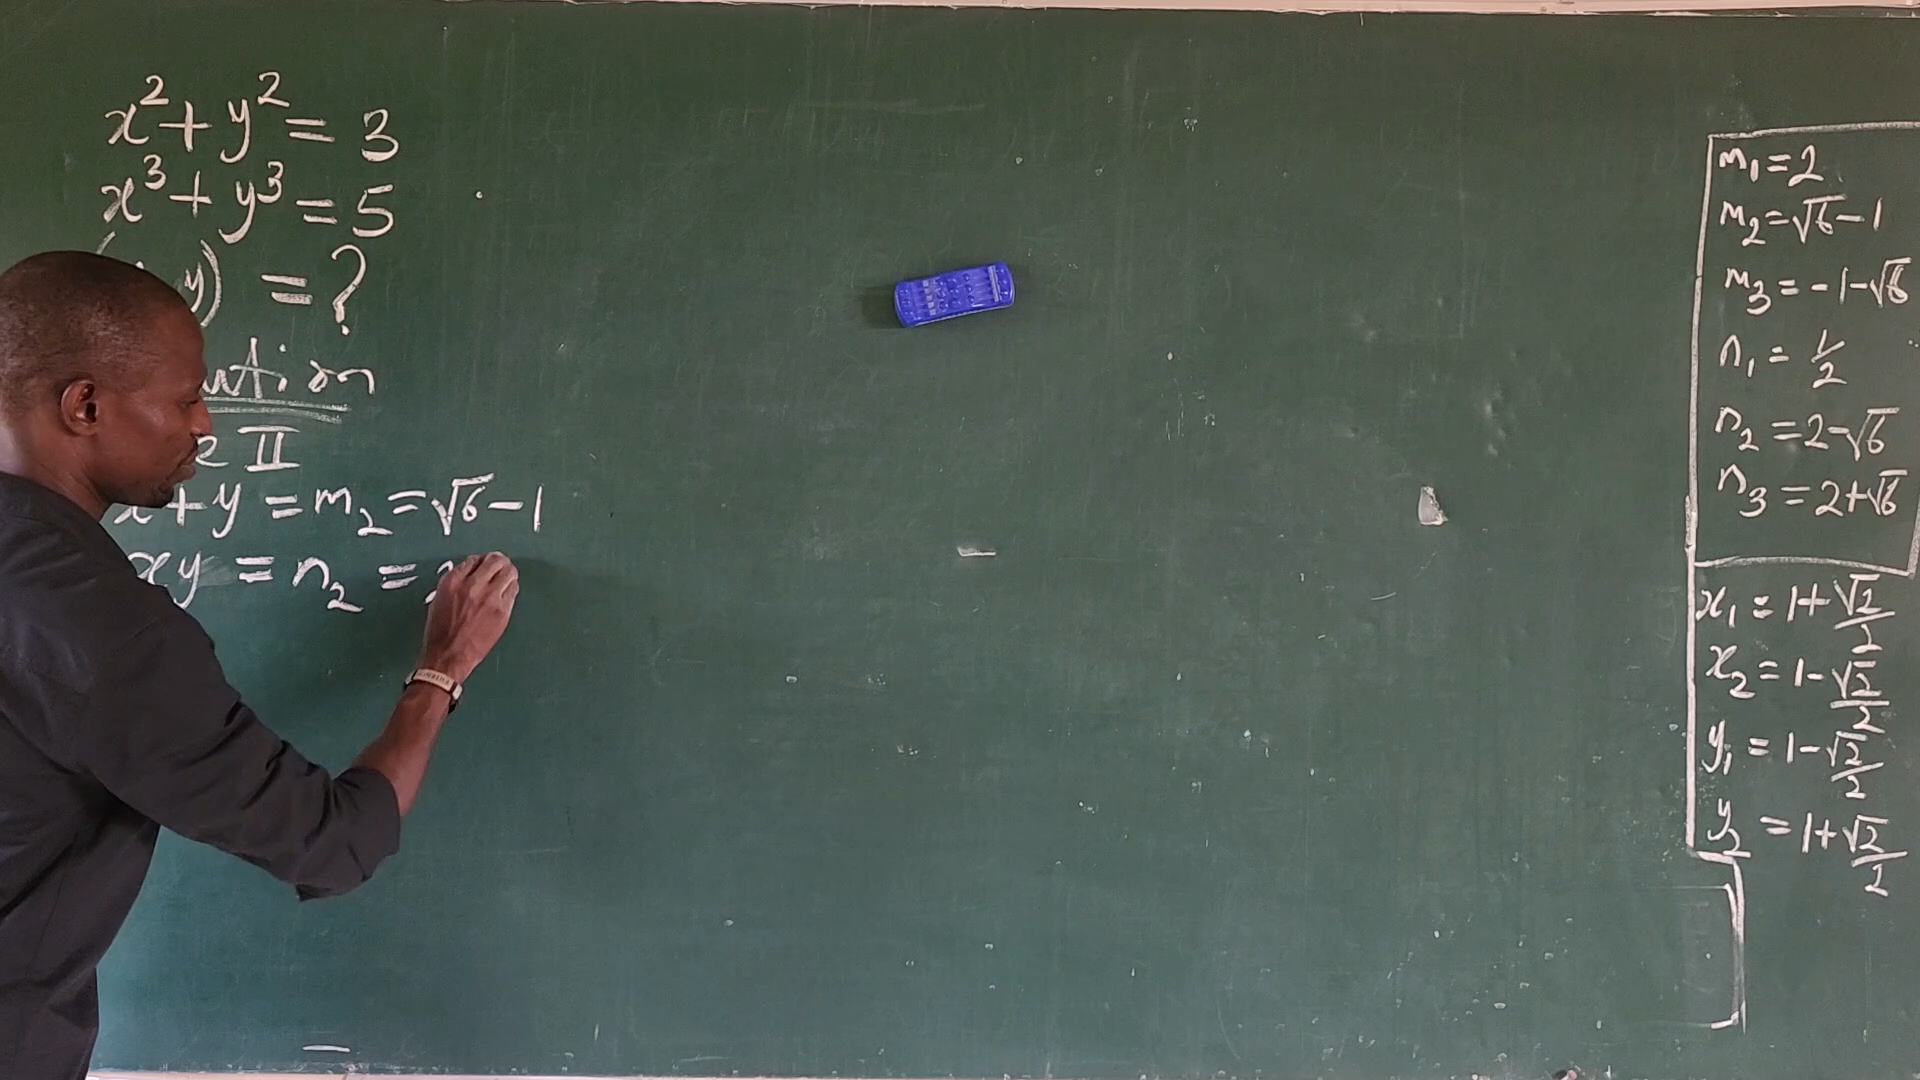 x² + y² = 3
x³ + y³ = 5
y) = ?
ution
e II
x + y = m₂ = √6 - 1
xy = n₂ =
m₁ = 2
m₂ = √6 - 1
m₃ = -1 - √6
n₁ = 1/2
n₂ = 2 - √6
n₃ = 2 + √6
x₁ = 1 + √2/2
x₂ = 1 - √2/2
y₁ = 1 - √2/2
y₂ = 1 + √2/2